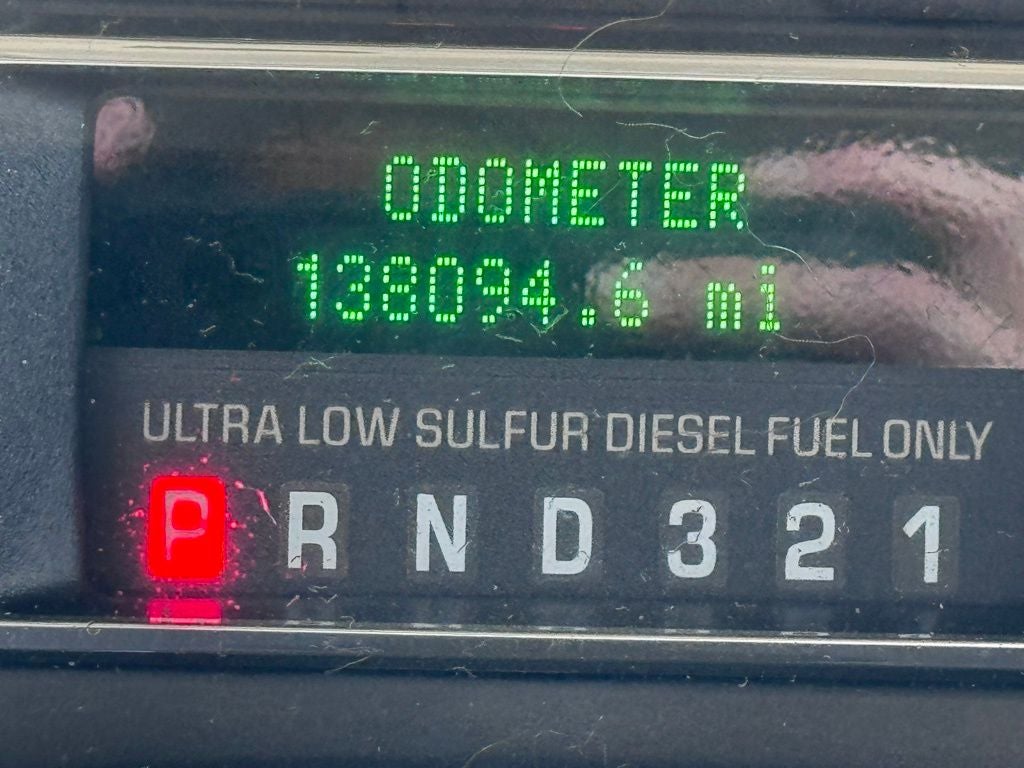 ODOMETER
138094.6 mi
ULTRA LOW SULFUR DIESEL FUEL ONLY
P R N D 3 2 1